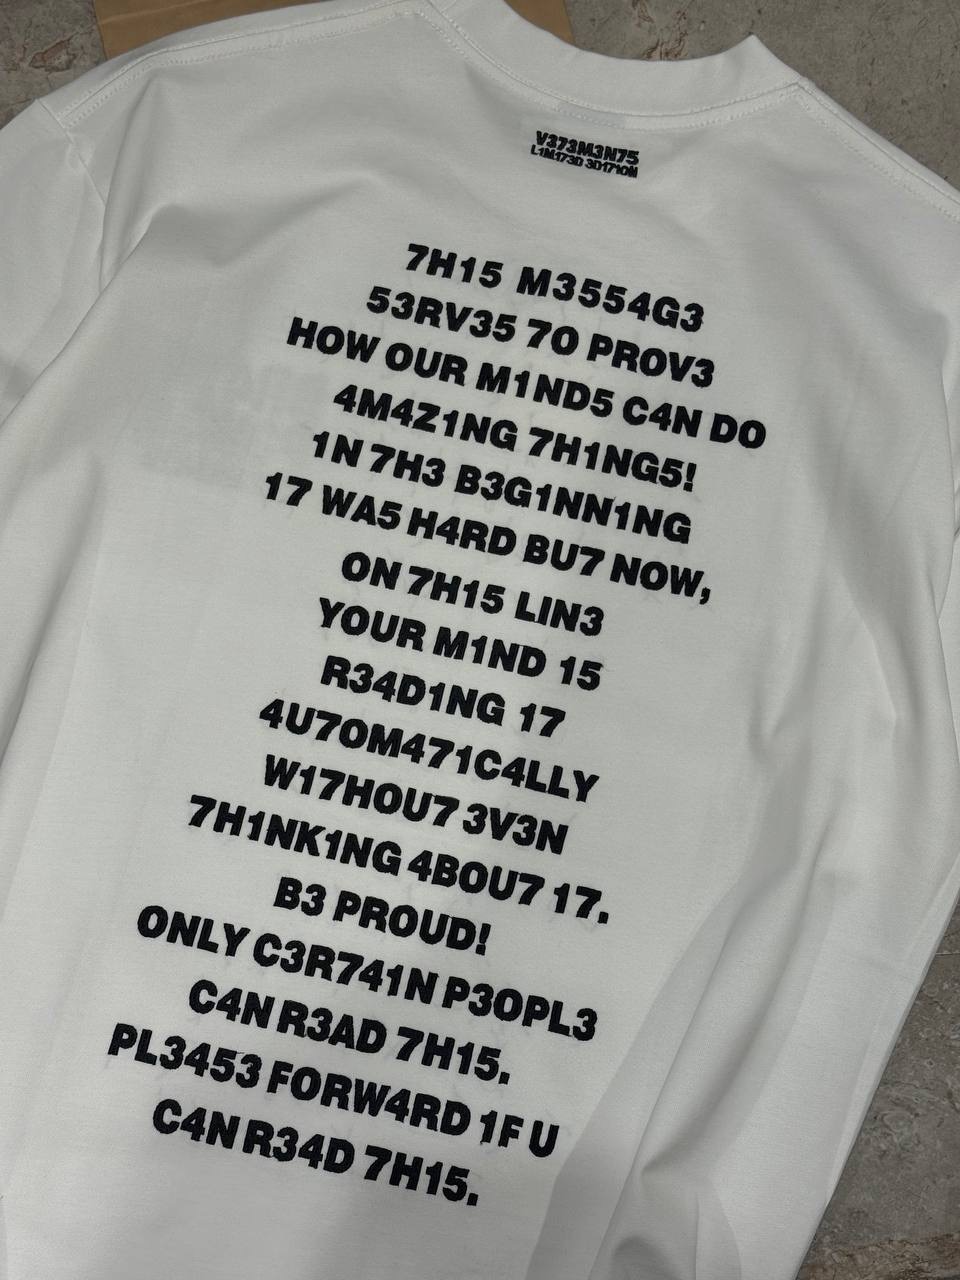 V373M3N75
L1M173D 3D1710N
7H15 M3554G3
53RV35 70 PROV3
HOW OUR M1ND5 C4N DO
4M4Z1NG 7H1NG5!
1N 7H3 B3G1NN1NG
17 WA5 H4RD BU7 NOW,
ON 7H15 LIN3
YOUR M1ND 15
R34D1NG 17
4U7OM471C4LLY
W17HOU7 3V3N
7H1NK1NG 4BOU7 17.
B3 PROUD!
ONLY C3R741N P3OPL3
C4N R3AD 7H15.
PL3453 FORW4RD 1F U
C4N R34D 7H15.